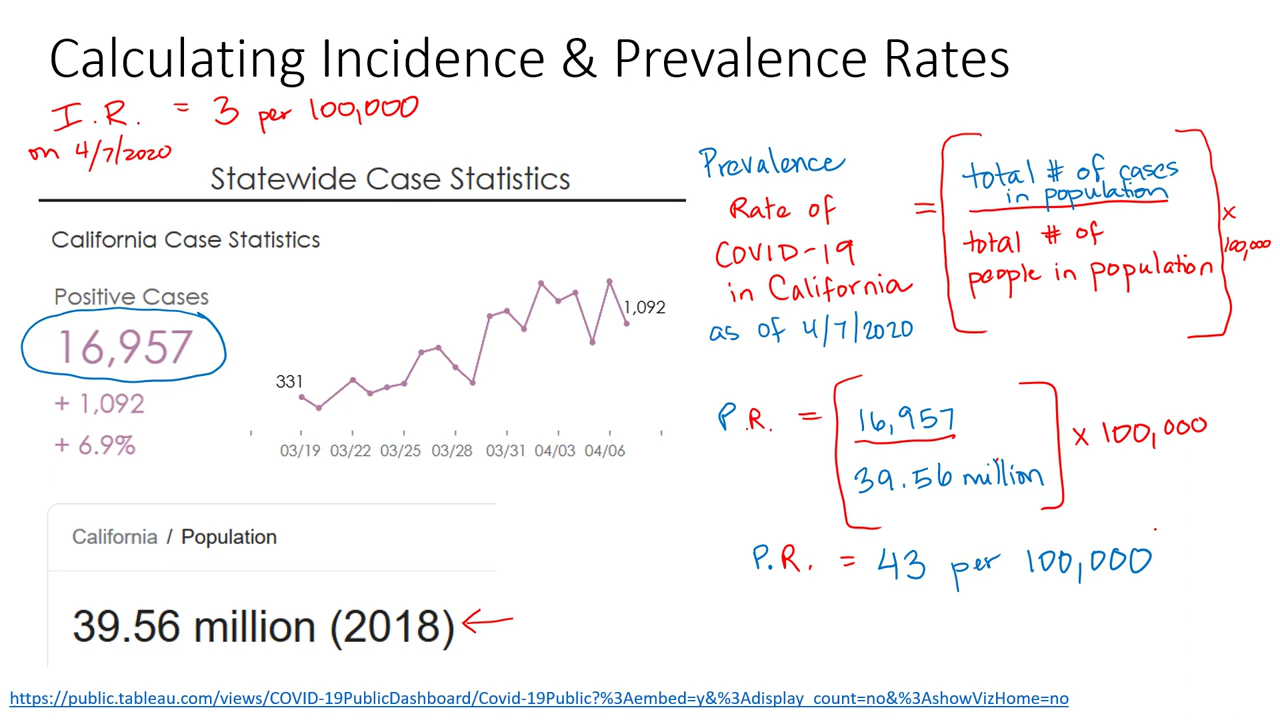 Calculating Incidence & Prevalence Rates
I.R. = 3 per 100,000
on 4/7/2020
Statewide Case Statistics
California Case Statistics
Positive Cases
16,957
+ 1,092
+ 6.9%
331
1,092
03/19 03/22 03/25 03/28 03/31 04/03 04/06
California / Population
39.56 million (2018)
Prevalence
Rate of
COVID-19
in California
as of 4/7/2020
=
total # of cases
in population
total # of
people in population
x
100,000
P.R. = 16,957
39.56 million
x 100,000
P.R. = 43 per 100,000
https://public.tableau.com/views/COVID-19PublicDashboard/Covid-19Public?%3Aembed=y&%3Adisplay_count=no&%3AshowVizHome=no